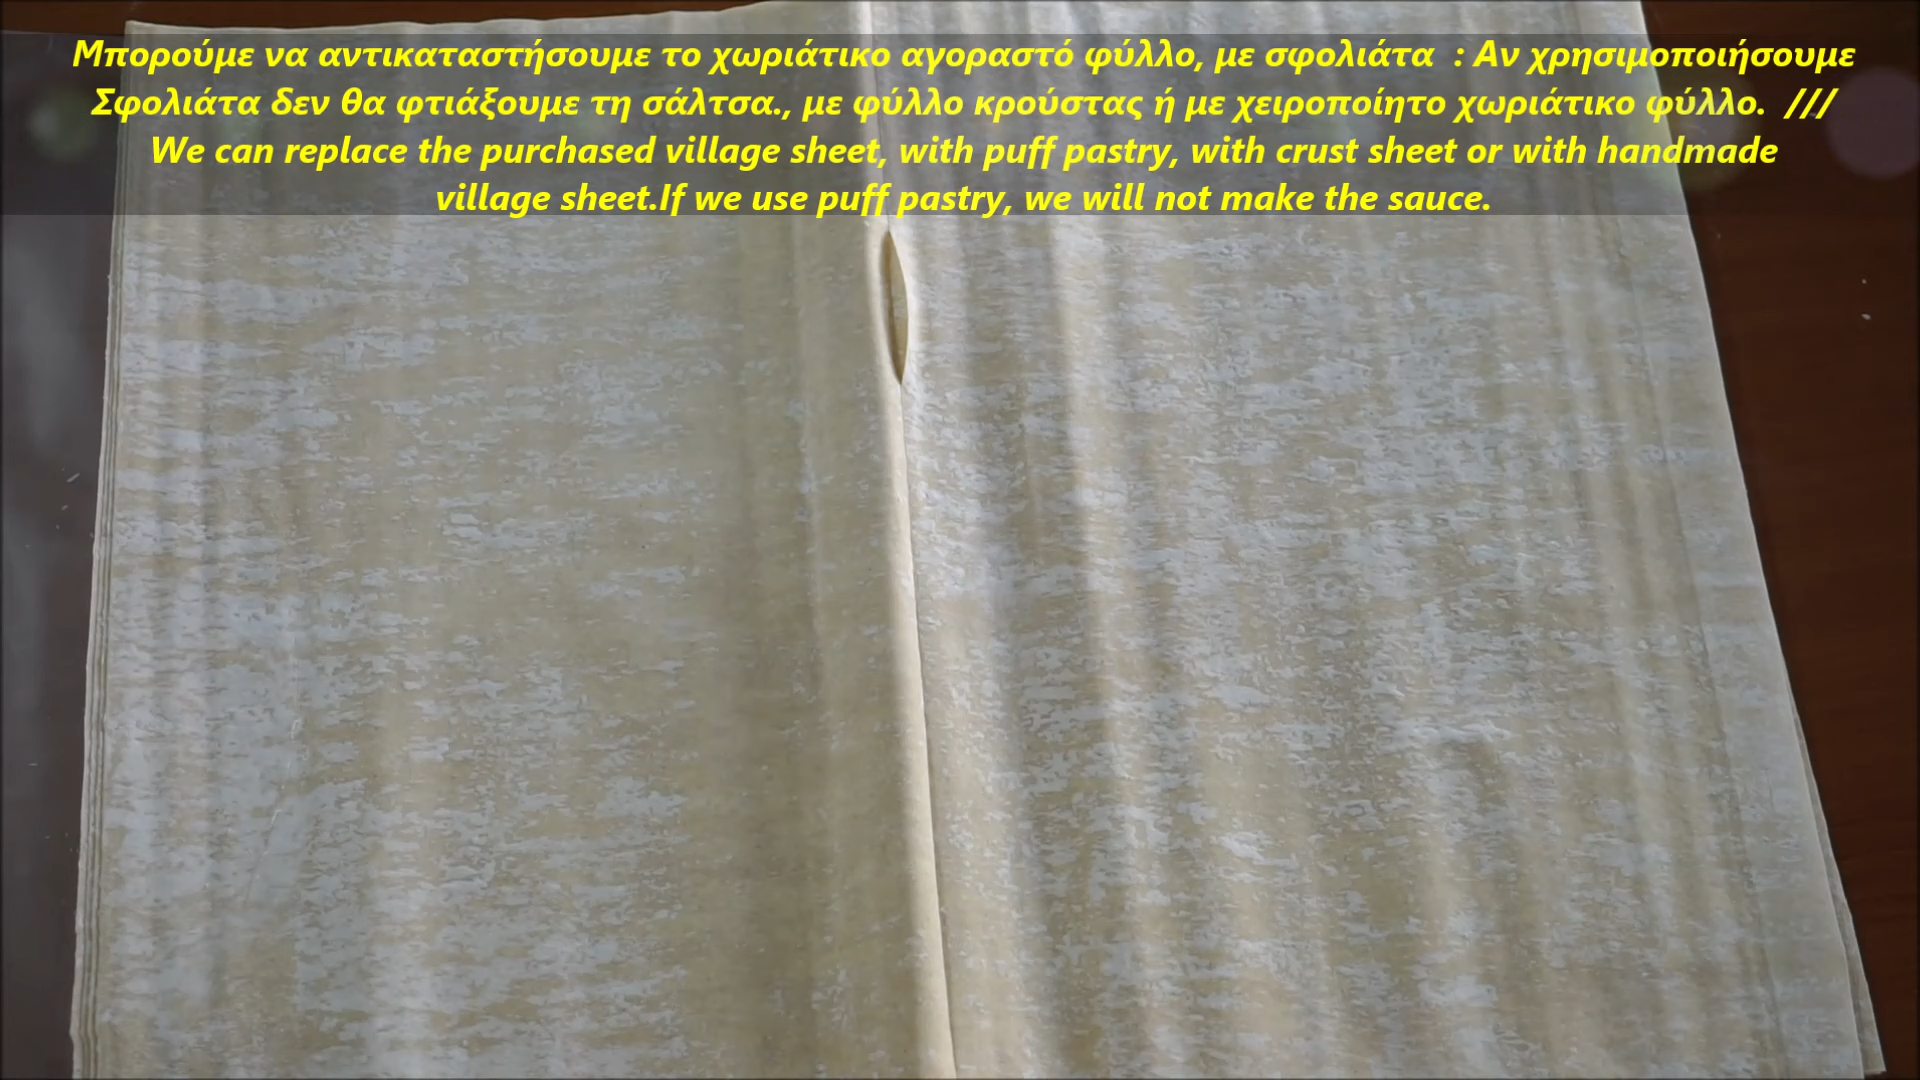 Μπορούμε να αντικαταστήσουμε το χωριάτικο αγοραστό φύλλο, με σφολιάτα  : Αν χρησιμοποιήσουμε
Σφολιάτα δεν θα φτιάξουμε τη σάλτσα., με φύλλο κρούστας ή με χειροποίητο χωριάτικο φύλλο.  ///
We can replace the purchased village sheet, with puff pastry, with crust sheet or with handmade
village sheet.If we use puff pastry, we will not make the sauce.